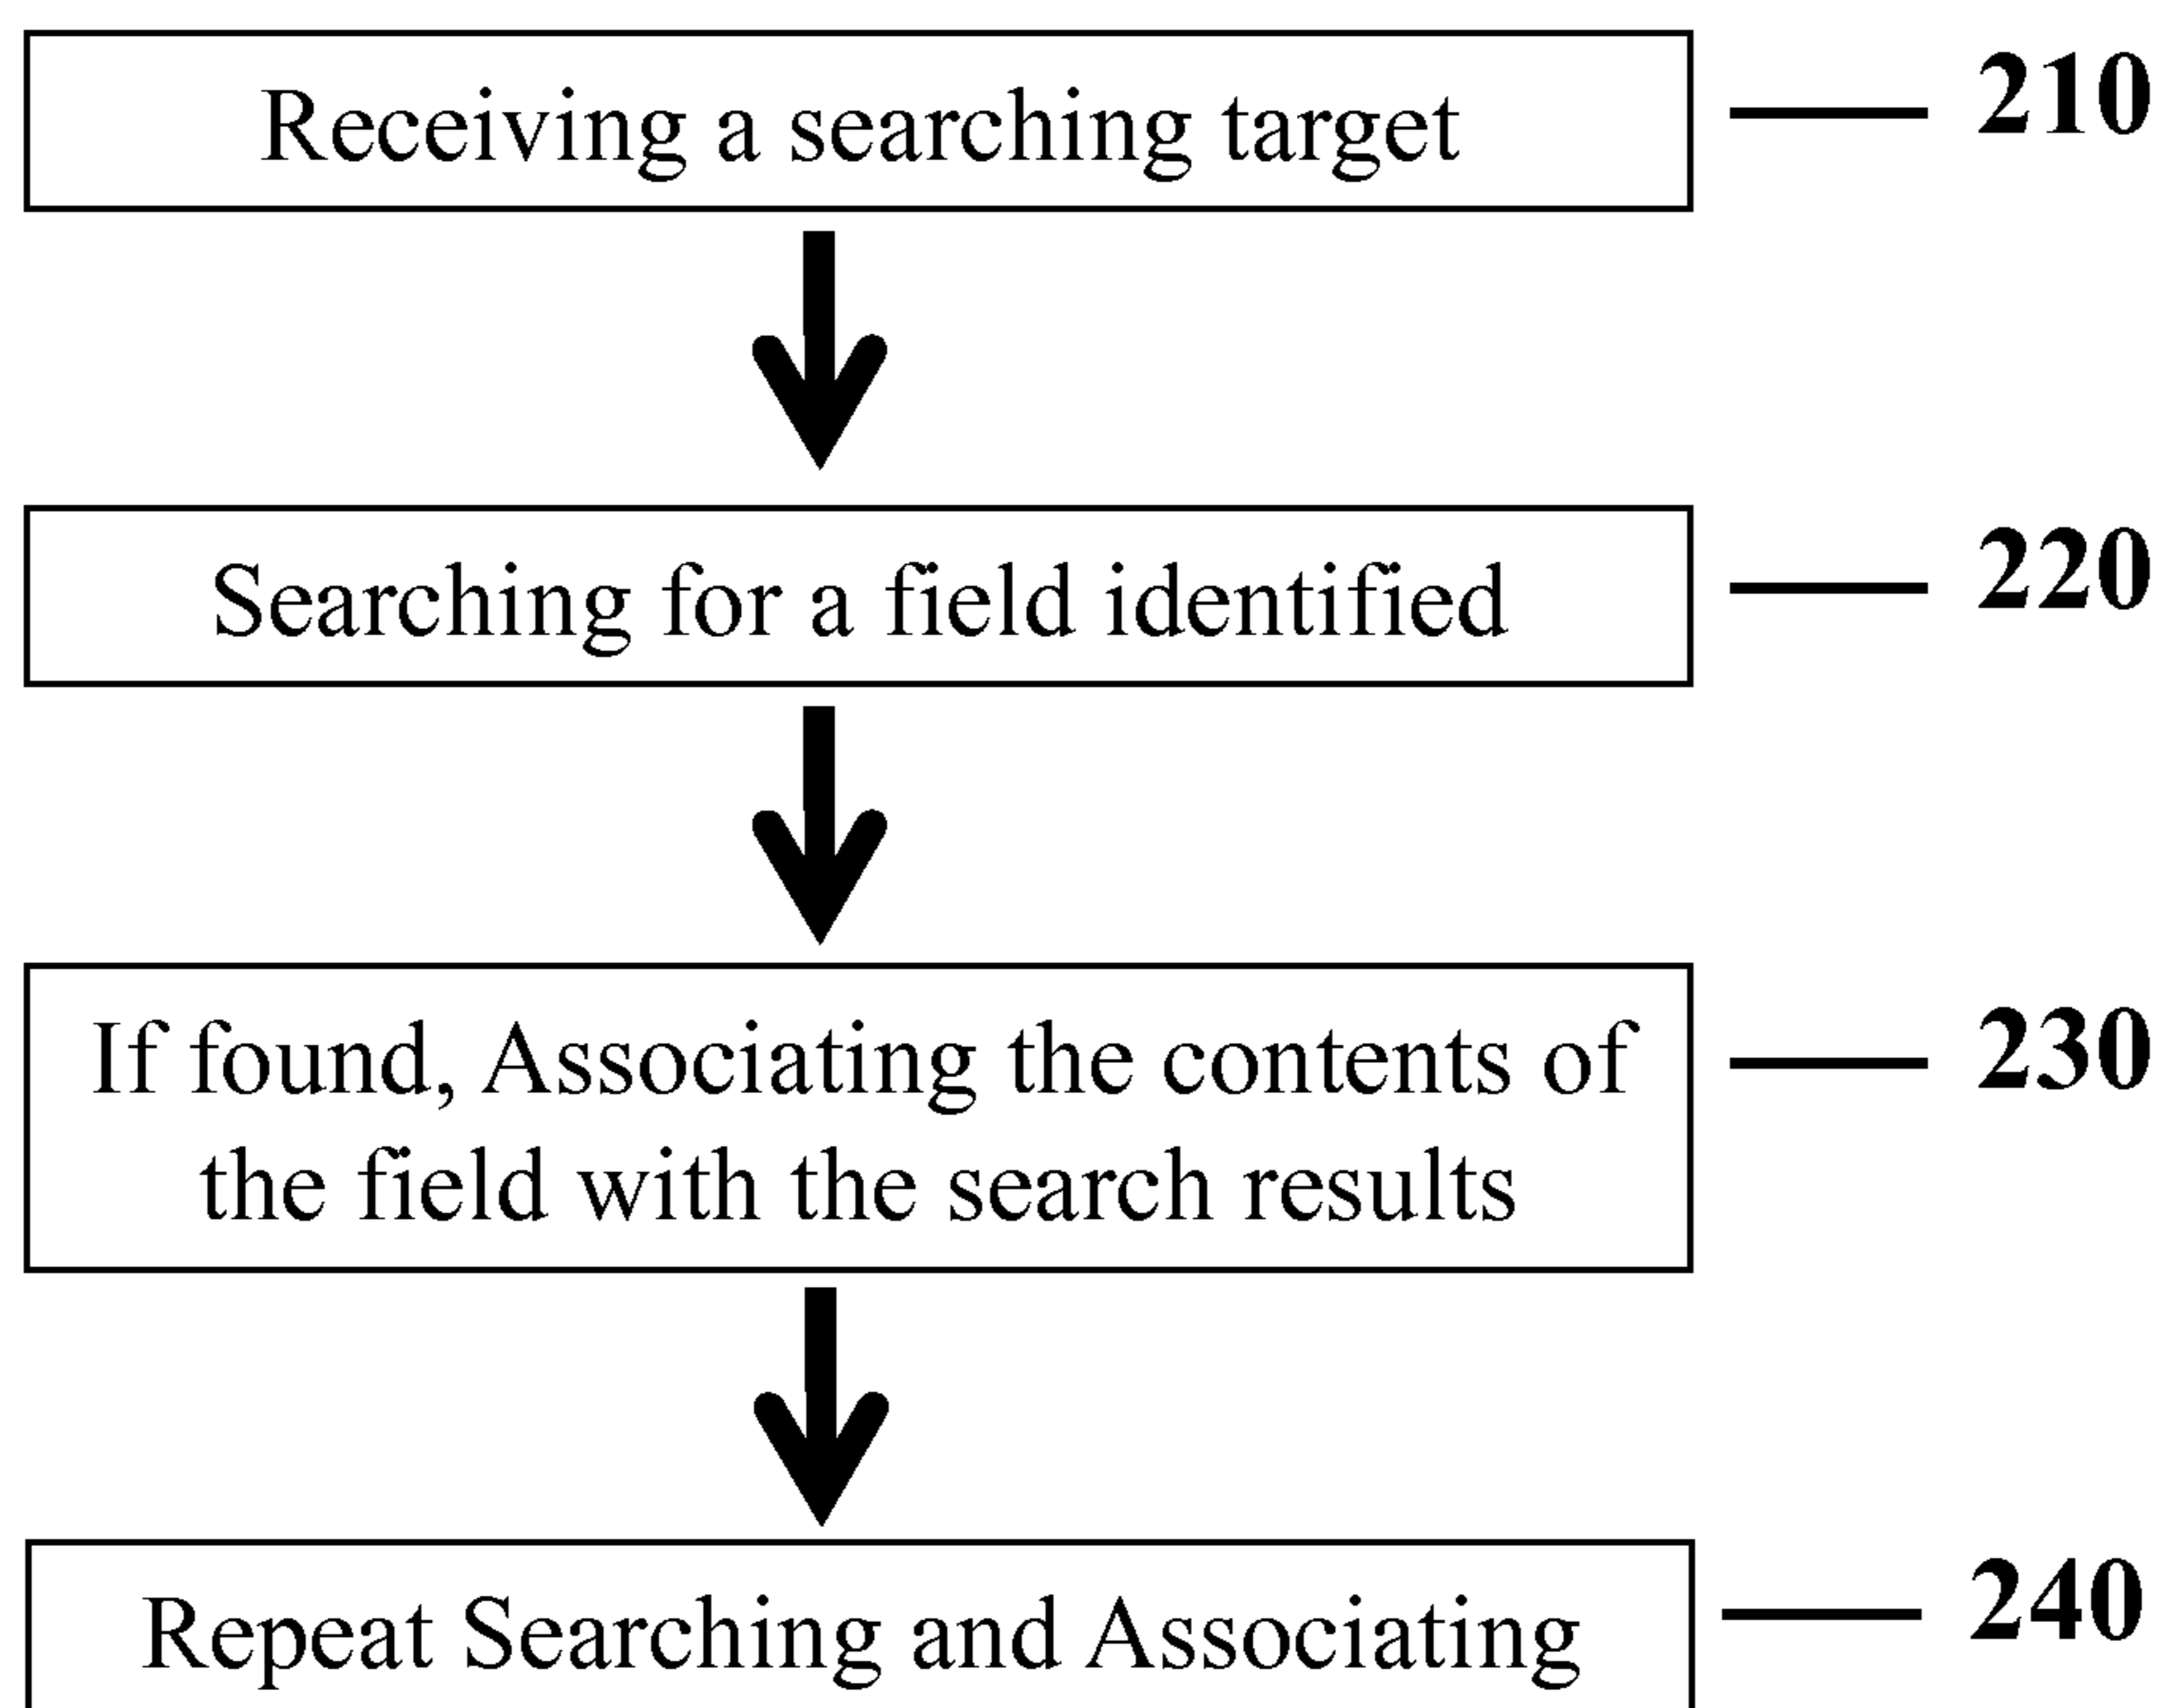 Receiving a searching target
210
Searching for a field identified
220
If found, Associating the contents of
the field with the search results
230
Repeat Searching and Associating
240